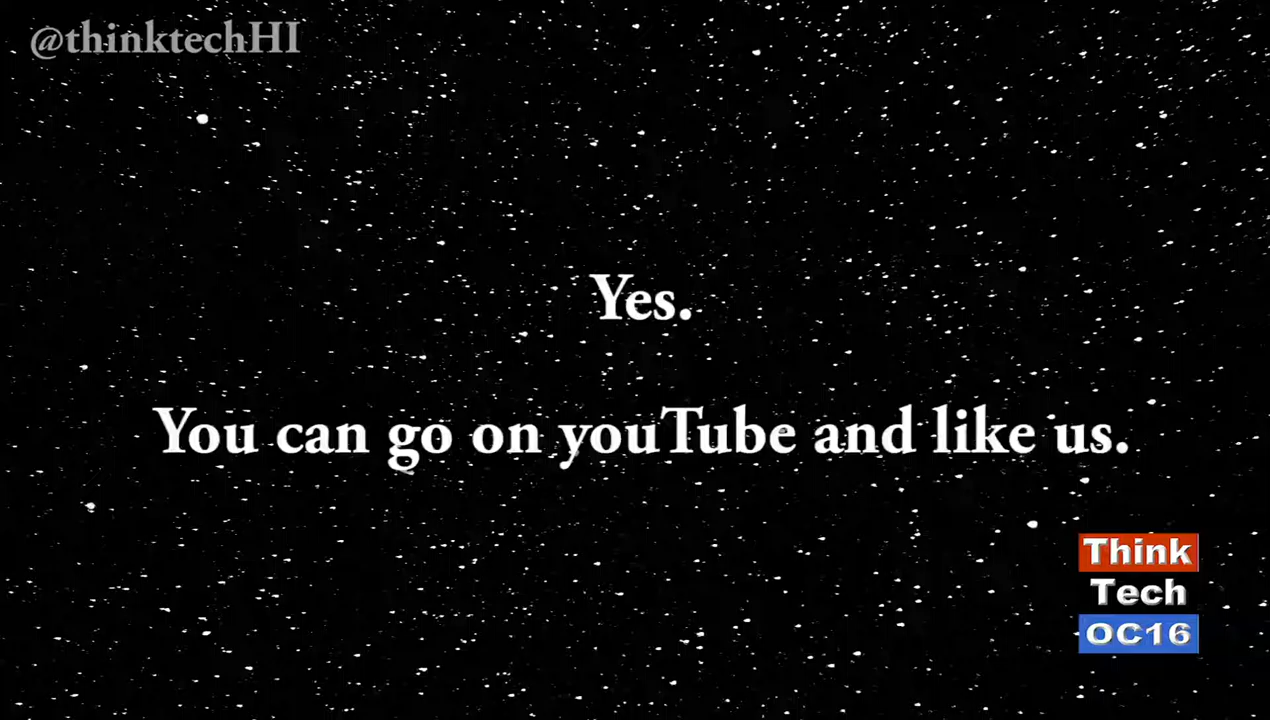 @thinktechHI
Yes.
You can go on youTube and like us.
Think
Tech
OC16